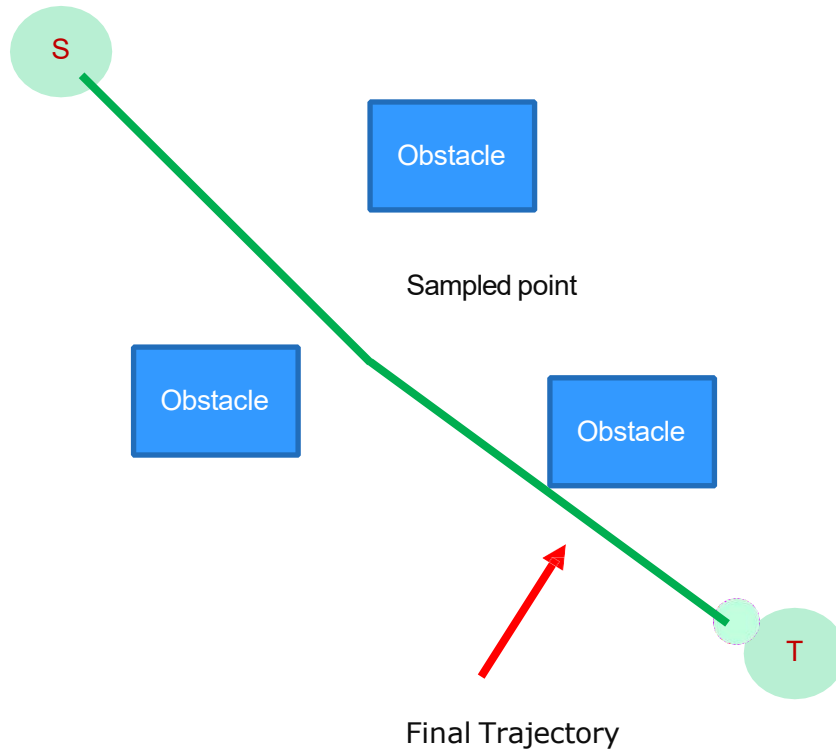 S
Obstacle
Sampled point
Obstacle
Obstacle
T
Final Trajectory